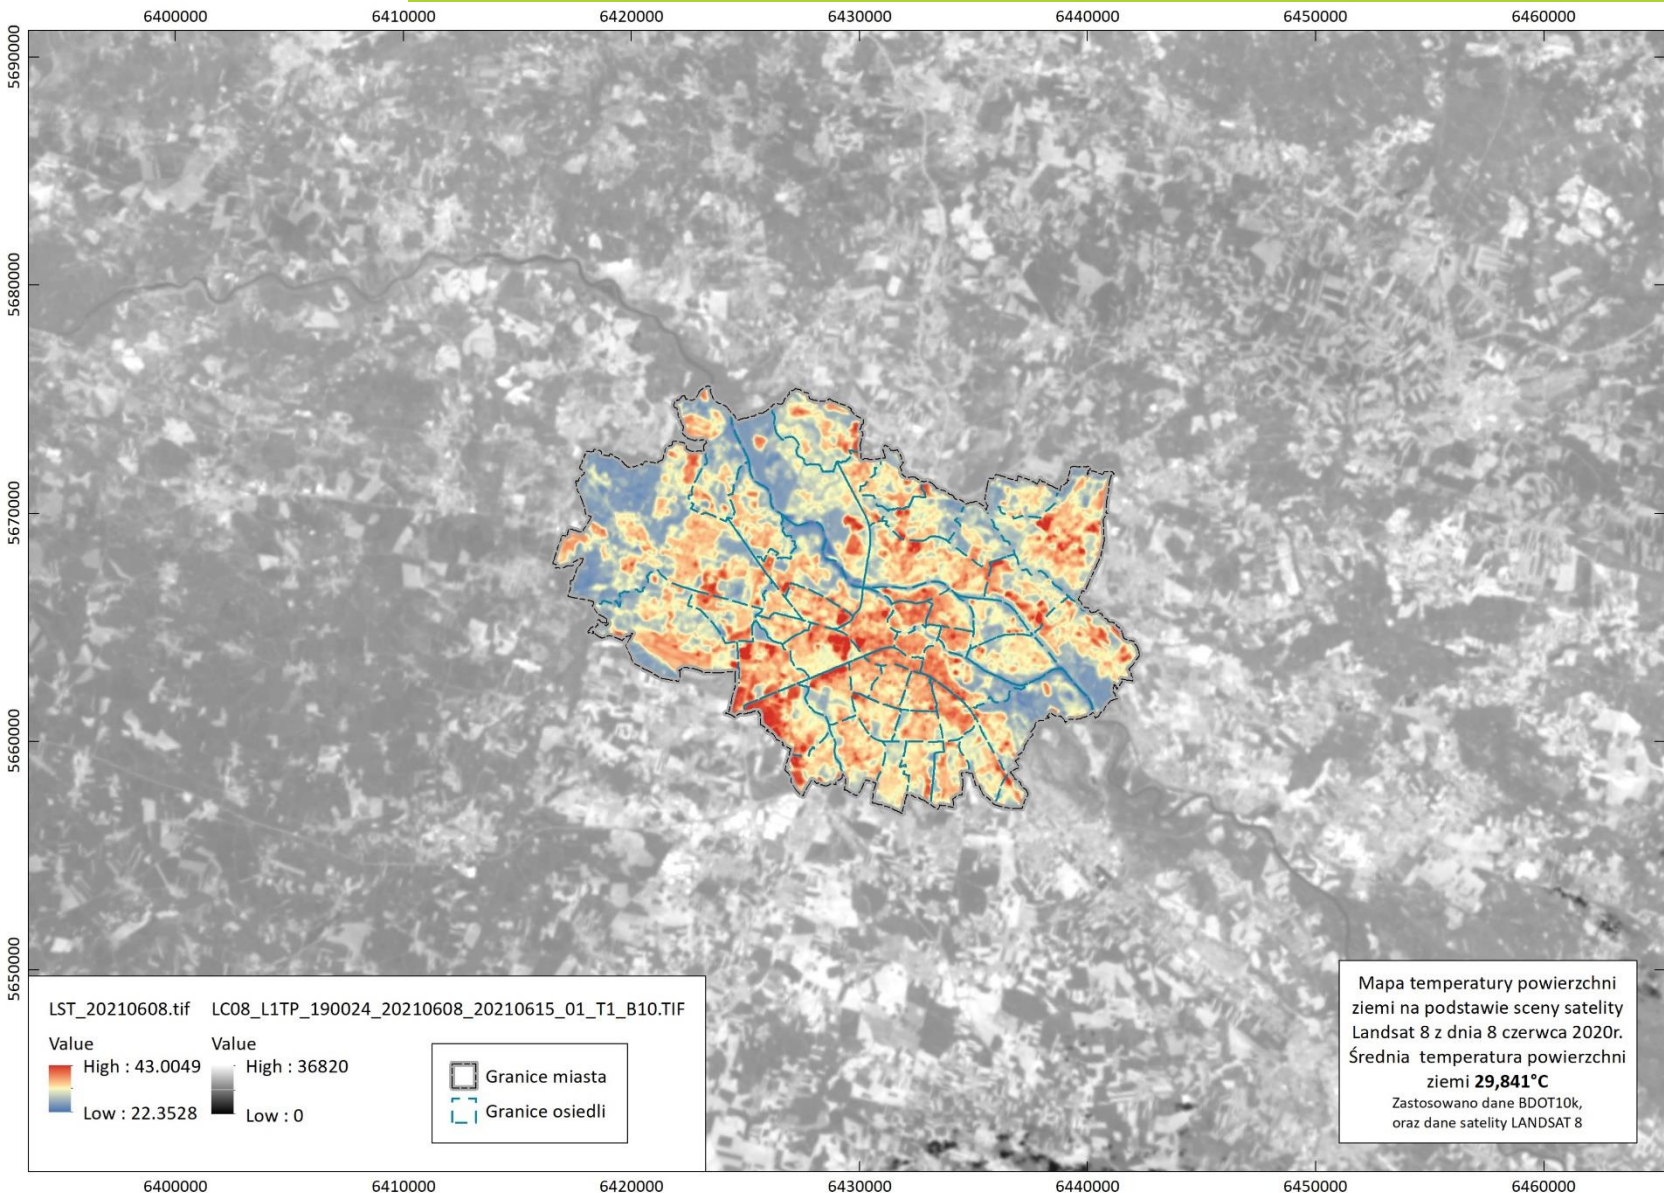 6400000 6410000 6420000 6430000 6440000 6450000 6460000
5690000
5680000
5670000
5660000
5650000
LST_20210608.tif LC08_L1TP_190024_20210608_20210615_01_T1_B10.TIF
Value Value
High : 43.0049 High : 36820
Low : 22.3528 Low : 0
Granice miasta
Granice osiedli
Mapa temperatury powierzchni
ziemi na podstawie sceny satelity
Landsat 8 z dnia 8 czerwca 2020r.
Średnia temperatura powierzchni
ziemi 29,841°C
Zastosowano dane BDOT10k,
oraz dane satelity LANDSAT 8
6400000 6410000 6420000 6430000 6440000 6450000 6460000